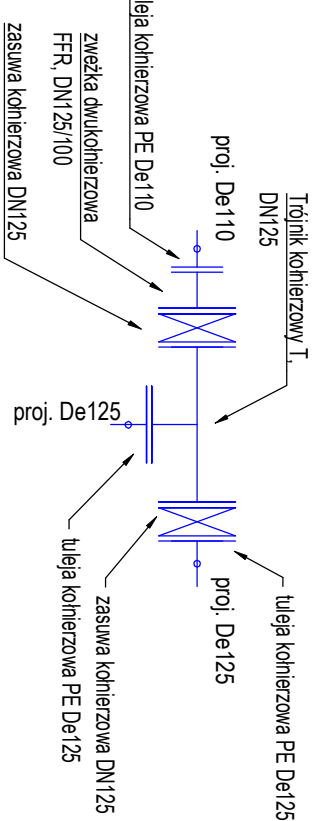 Trójnik kołnierzowy T,
DN125
proj. De110
kołnierzowa PE De110
zwężka dwukołnierzowa
FFR, DN125/100
zasuwa kołnierzowa DN125
proj. De125
proj. De125
tuleja kołnierzowa PE De125
zasuwa kołnierzowa DN125
tuleja kołnierzowa PE De125